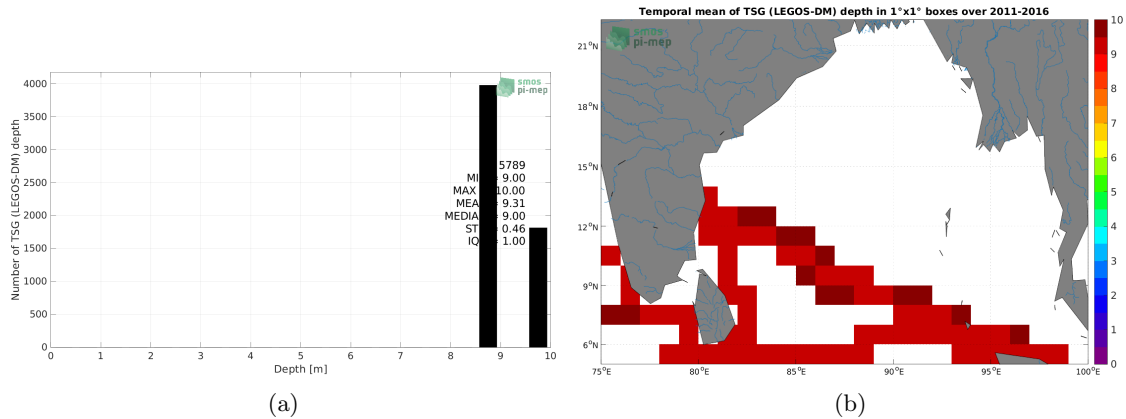 Temporal mean of TSG (LEGOS-DM) depth in 1°x1° boxes over 2011-2016
smos
pi-mep
4000
3500
3000
2500
2000
1500
1000
500
0
Number of TSG (LEGOS-DM) depth
5789
= 9.00
MAX 10.00
= 9.31
= 9.00
= 0.46
= 1.00
0 1 2 3 4 5 6 7 8 9 10
Depth [m]
(a)
smos
pi-mep
21°N
18°N
15°N
12°N
9°N
6°N
75°E 80°E 85°E 90°E 95°E 100°E
10
9
8
7
6
5
4
3
2
1
0
(b)